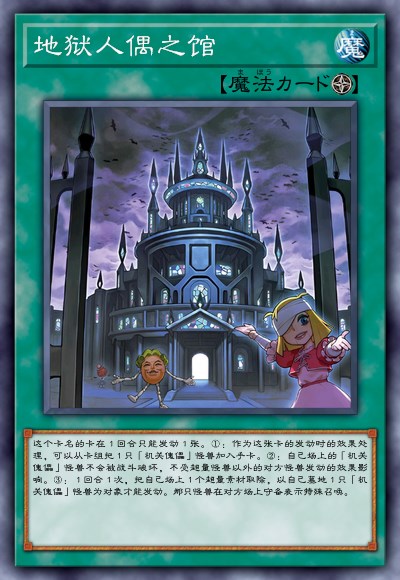 地狱人偶之馆
魔
【魔法カード】
まほう
这个卡名的卡在1回合只能发动1张。①：作为这张卡的发动时的效果处
理，可以从卡组把1只「机关傀儡」怪兽加入手卡。②：自己场上的「机关
傀儡」怪兽不会被战斗破坏，不受超量怪兽以外的对方怪兽发动的效果影
响。③：1回合1次，把自己场上1个超量素材取除，以自己墓地1只「机
关傀儡」怪兽为对象才能发动。那只怪兽在对方场上守备表示特殊召唤。